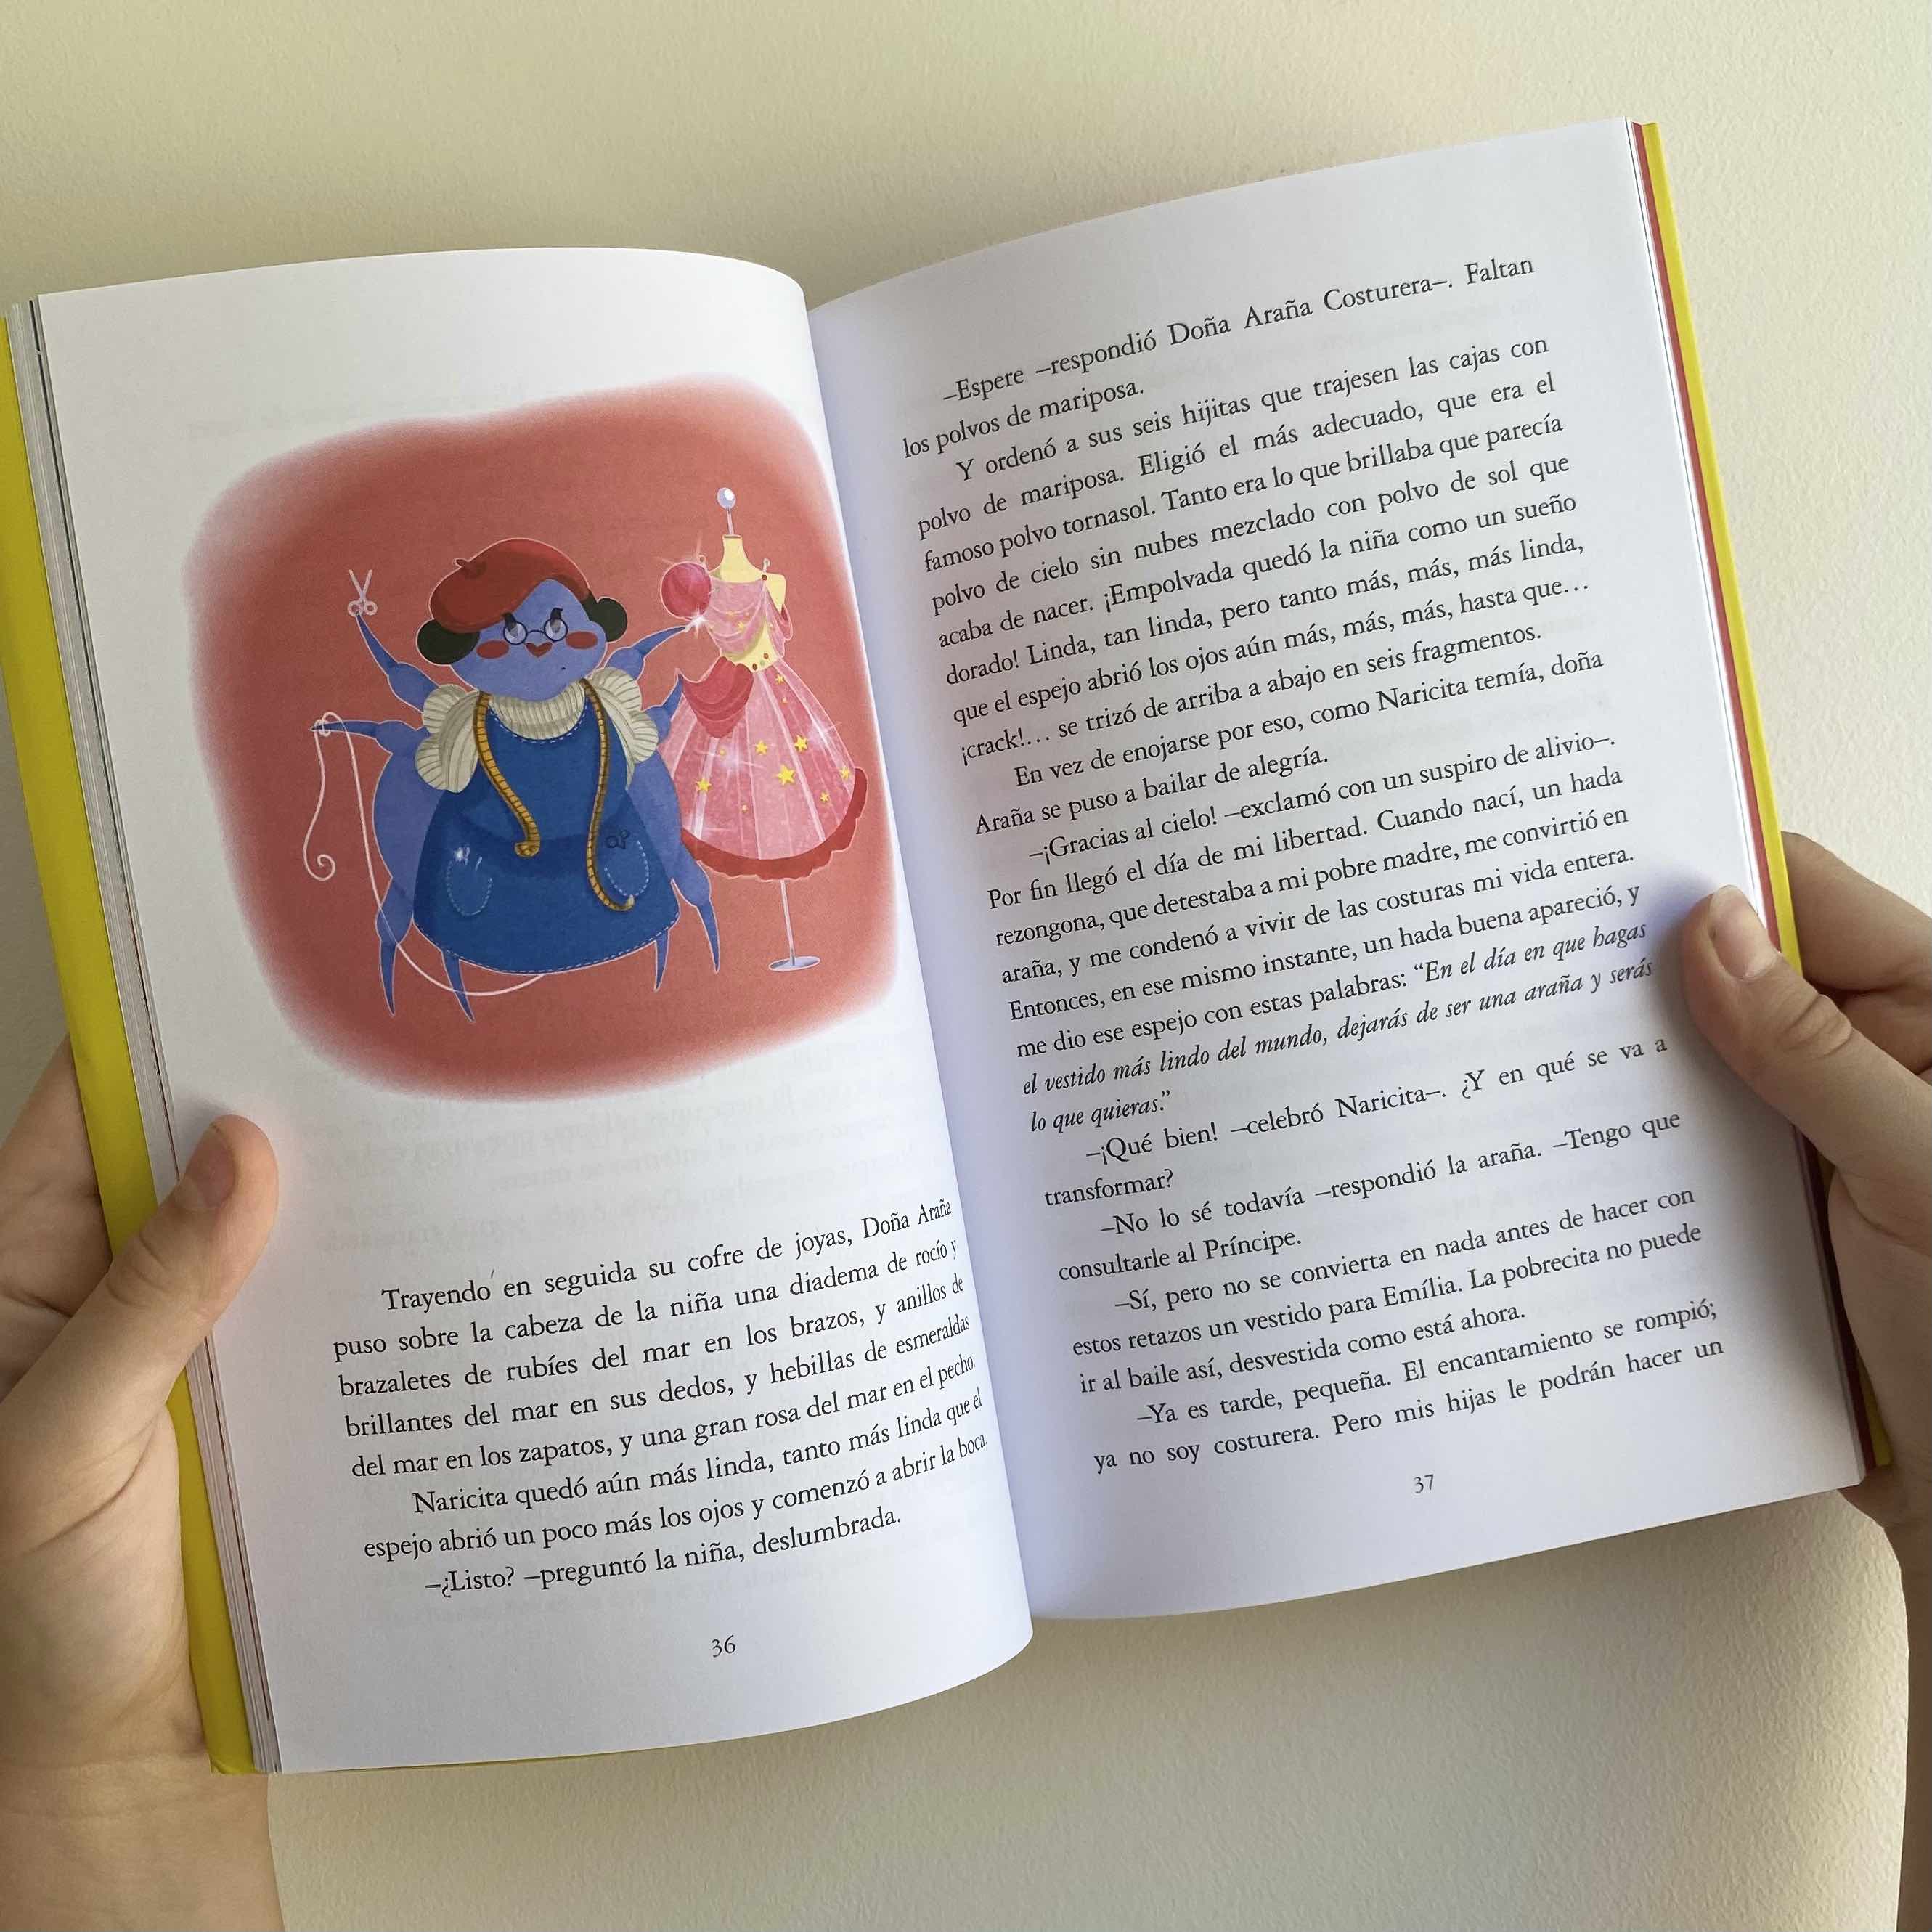 Trayendo en seguida su cofre de joyas, Doña Araña
puso sobre la cabeza de la niña una diadema de rocío y
brazaletes de rubíes del mar en los brazos, y anillos de
brillantes del mar en sus dedos, y hebillas de esmeraldas
del mar en los zapatos, y una gran rosa del mar en el pecho.
Naricita quedó aún más linda, tanto más linda que el
espejo abrió un poco más los ojos y comenzó a abrir la boca.
–¿Listo? –preguntó la niña, deslumbrada.
36
–Espere –respondió Doña Araña Costurera–. Faltan
los polvos de mariposa.
Y ordenó a sus seis hijitas que trajesen las cajas con
polvo de mariposa. Eligió el más adecuado, que era el
famoso polvo tornasol. Tanto era lo que brillaba que parecía
polvo de cielo sin nubes mezclado con polvo de sol que
acaba de nacer. ¡Empolvada quedó la niña como un sueño
dorado! Linda, tan linda, pero tanto más, más, más linda,
que el espejo abrió los ojos aún más, más, más, hasta que…
¡crack!… se trizó de arriba a abajo en seis fragmentos.
En vez de enojarse por eso, como Naricita temía, doña
Araña se puso a bailar de alegría.
–¡Gracias al cielo! –exclamó con un suspiro de alivio–.
Por fin llegó el día de mi libertad. Cuando nací, un hada
rezongona, que detestaba a mi pobre madre, me convirtió en
araña, y me condenó a vivir de las costuras mi vida entera.
Entonces, en ese mismo instante, un hada buena apareció, y
me dio ese espejo con estas palabras: “En el día en que hagas
el vestido más lindo del mundo, dejarás de ser una araña y serás
lo que quieras.”
–¡Qué bien! –celebró Naricita–. ¿Y en qué se va a
transformar?
–No lo sé todavía –respondió la araña. –Tengo que
consultarle al Príncipe.
–Sí, pero no se convierta en nada antes de hacer con
estos retazos un vestido para Emília. La pobrecita no puede
ir al baile así, desvestida como está ahora.
–Ya es tarde, pequeña. El encantamiento se rompió;
ya no soy costurera. Pero mis hijas le podrán hacer un
37